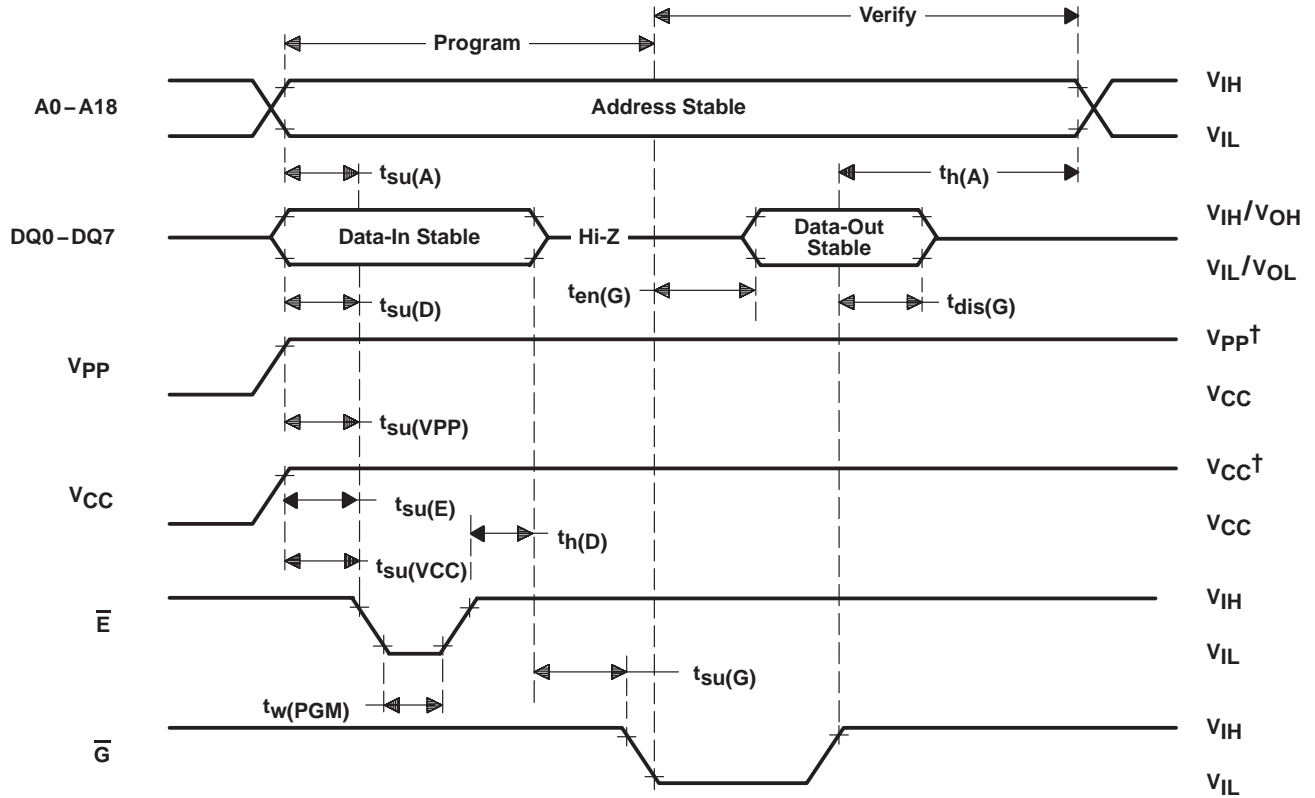 Verify
Program
A0–A18
Address Stable
VIH
VIL
tsu(A)
th(A)
DQ0–DQ7
Data-In Stable
Hi-Z
Data-Out
Stable
VIH/VOH
VIL/VOL
tsu(D)
ten(G)
tdis(G)
VPP
VPP†
VCC
tsu(VPP)
VCC
VCC†
VCC
tsu(E)
th(D)
tsu(VCC)
E̅
VIH
VIL
tsu(G)
tw(PGM)
G̅
VIH
VIL